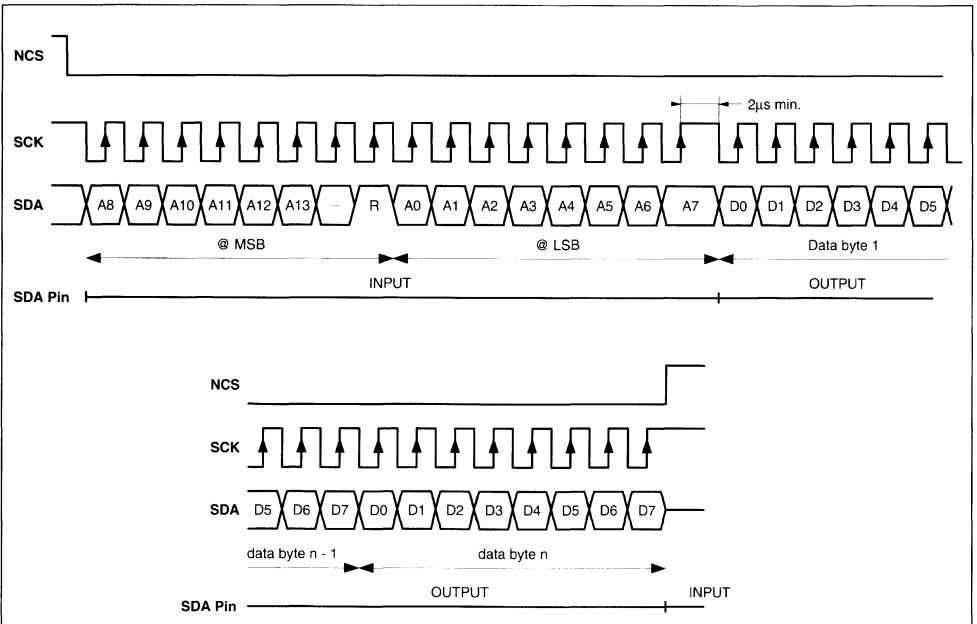 NCS
2μs min.
SCK
SDA A8 A9 A10 A11 A12 A13 – R A0 A1 A2 A3 A4 A5 A6 A7 D0 D1 D2 D3 D4 D5
@ MSB @ LSB Data byte 1
INPUT OUTPUT
SDA Pin
NCS
SCK
SDA D5 D6 D7 D0 D1 D2 D3 D4 D5 D6 D7
data byte n - 1 data byte n
OUTPUT INPUT
SDA Pin